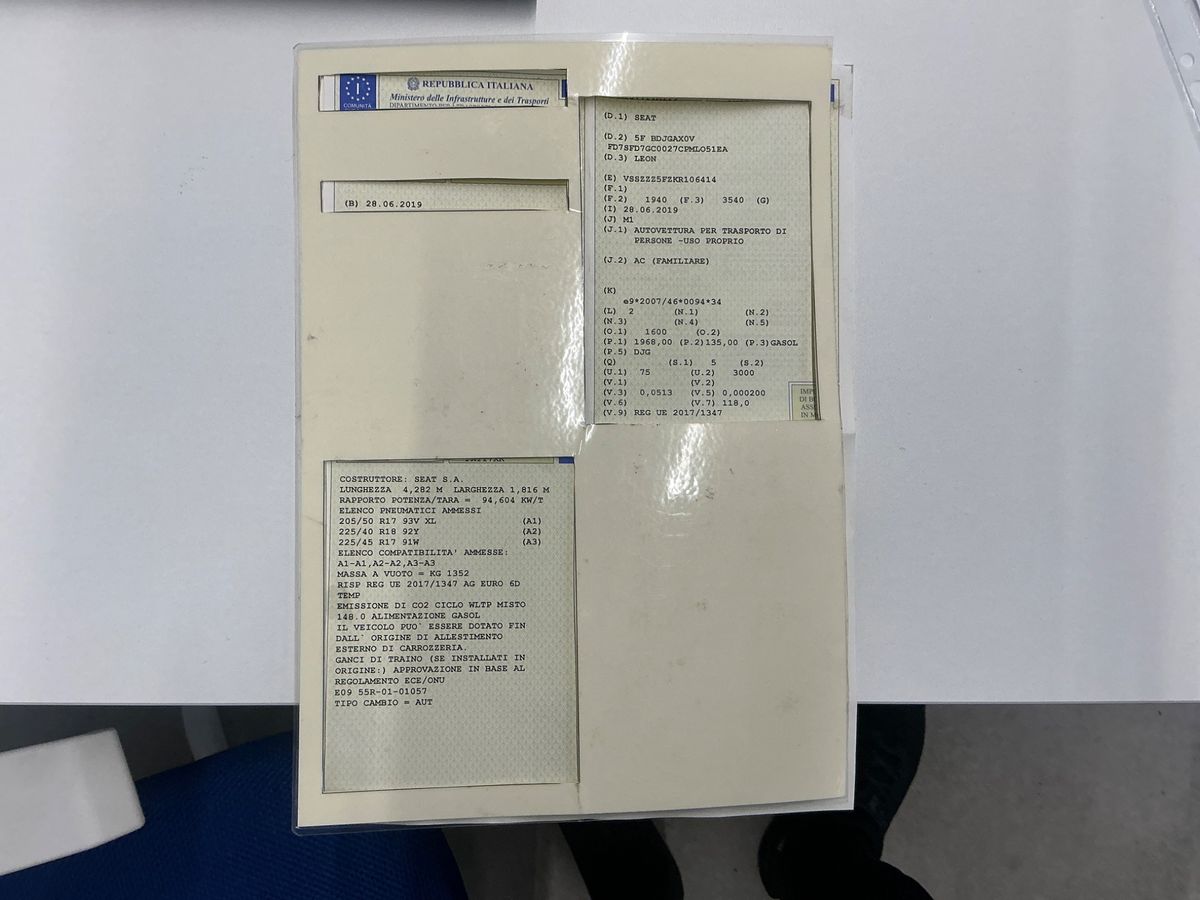 REPUBBLICA ITALIANA
I
COMUNITÀ
Ministero delle Infrastrutture e dei Trasporti
(B) 28.06.2019
(D.1) SEAT
(D.2) 5F BDJGAX0V
FD7SFD7GC0027CPMLO51EA
(D.3) LEON
(E) VSSZZZ5FZKR106414
(F.1)
(F.2) 1940 (F.3) 3540 (G)
(I) 28.06.2019
(J) M1
(J.1) AUTOVETTURA PER TRASPORTO DI
PERSONE -USO PROPRIO
(J.2) AC (FAMILIARE)
(K)
e9*2007/46*0094*34
(L) 2 (N.1) (N.2)
(N.3) (N.4) (N.5)
(O.1) 1600 (O.2)
(P.1) 1968,00 (P.2)135,00 (P.3)GASOL
(P.5) DJG
(Q) (S.1) 5 (S.2)
(U.1) 75 (U.2) 3000
(V.1) (V.2)
(V.3) 0,0513 (V.5) 0,000200
(V.6) (V.7) 118,0
(V.9) REG UE 2017/1347
COSTRUTTORE: SEAT S.A.
LUNGHEZZA 4,282 M LARGHEZZA 1,816 M
RAPPORTO POTENZA/TARA = 94,604 KW/T
ELENCO PNEUMATICI AMMESSI
205/50 R17 93V XL (A1)
225/40 R18 92Y (A2)
225/45 R17 91W (A3)
ELENCO COMPATIBILITA' AMMESSE:
A1-A1,A2-A2,A3-A3
MASSA A VUOTO = KG 1352
RISP REG UE 2017/1347 AG EURO 6D
TEMP
EMISSIONE DI CO2 CICLO WLTP MISTO
148.0 ALIMENTAZIONE GASOL
IL VEICOLO PUO` ESSERE DOTATO FIN
DALL` ORIGINE DI ALLESTIMENTO
ESTERNO DI CARROZZERIA.
GANCI DI TRAINO (SE INSTALLATI IN
ORIGINE:) APPROVAZIONE IN BASE AL
REGOLAMENTO ECE/ONU
E09 55R-01-01057
TIPO CAMBIO = AUT